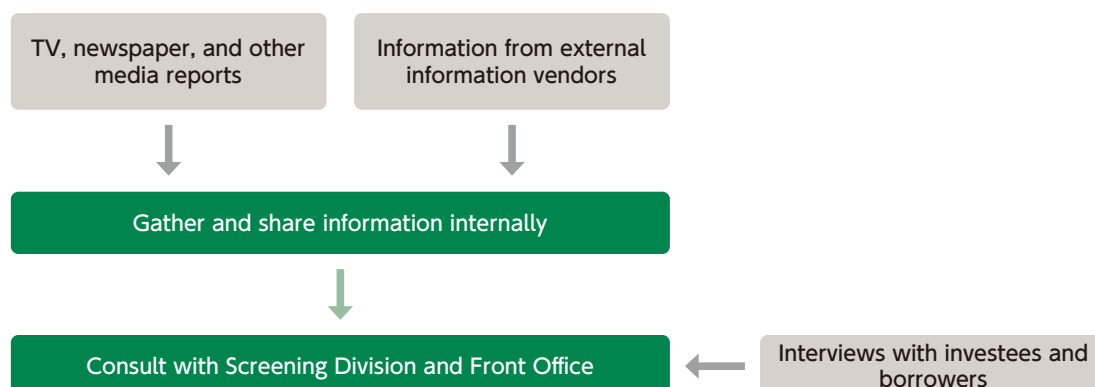 TV, newspaper, and other
media reports
Information from external
information vendors
Gather and share information internally
Consult with Screening Division and Front Office
Interviews with investees and
borrowers